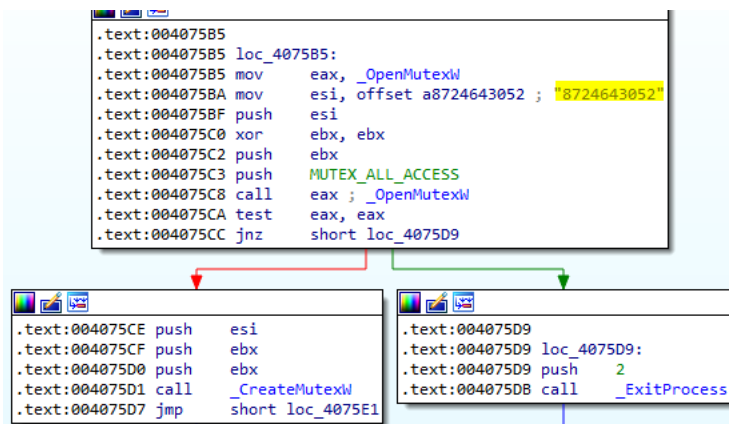 .text:004075B5
.text:004075B5 loc_4075B5:
.text:004075B5 mov     eax, _OpenMutexW
.text:004075BA mov     esi, offset a8724643052 ; "8724643052"
.text:004075BF push    esi
.text:004075C0 xor     ebx, ebx
.text:004075C2 push    ebx
.text:004075C3 push    MUTEX_ALL_ACCESS
.text:004075C8 call    eax ; _OpenMutexW
.text:004075CA test    eax, eax
.text:004075CC jnz     short loc_4075D9
.text:004075CE push    esi
.text:004075CF push    ebx
.text:004075D0 push    ebx
.text:004075D1 call    _CreateMutexW
.text:004075D7 jmp     short loc_4075E1
.text:004075D9
.text:004075D9 loc_4075D9:
.text:004075D9 push    2
.text:004075DB call    _ExitProcess